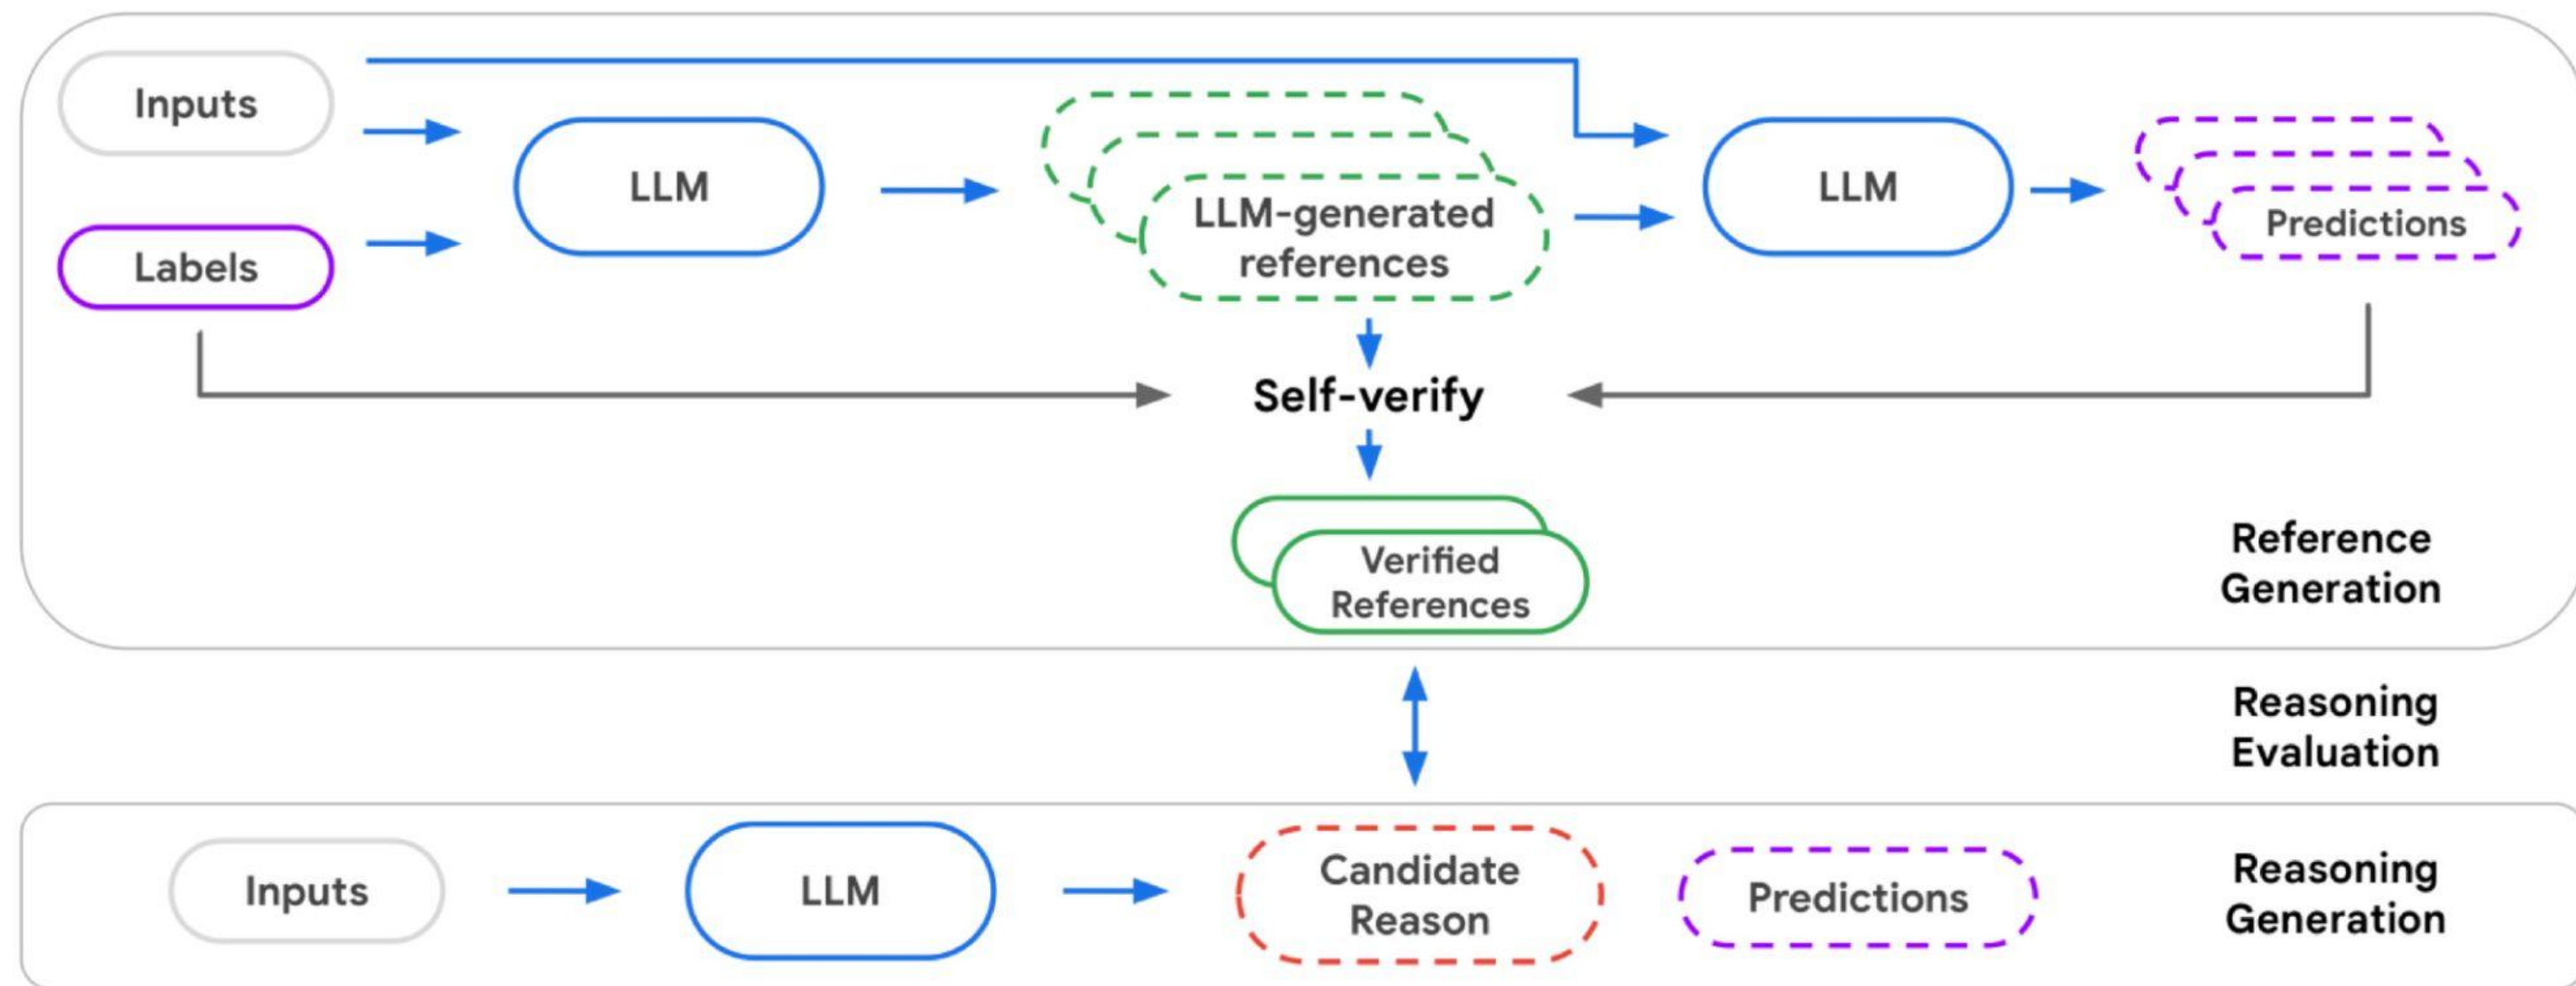 Inputs
LLM
LLM-generated
references
LLM
Predictions
Labels
Self-verify
Verified
References
Reference
Generation
Reasoning
Evaluation
Inputs
LLM
Candidate
Reason
Predictions
Reasoning
Generation